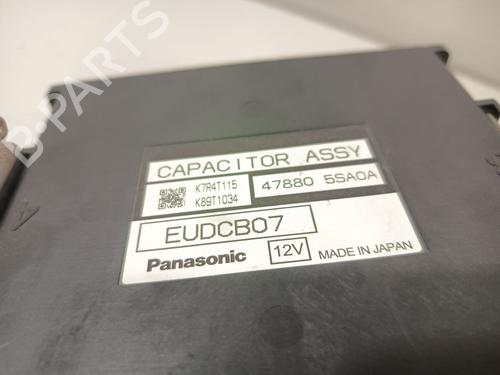 B-PARTS
CAPACITOR ASSY
K7R4T115
K89T1034
47880 5SA0A
EUDCB07
Panasonic 12V MADE IN JAPAN